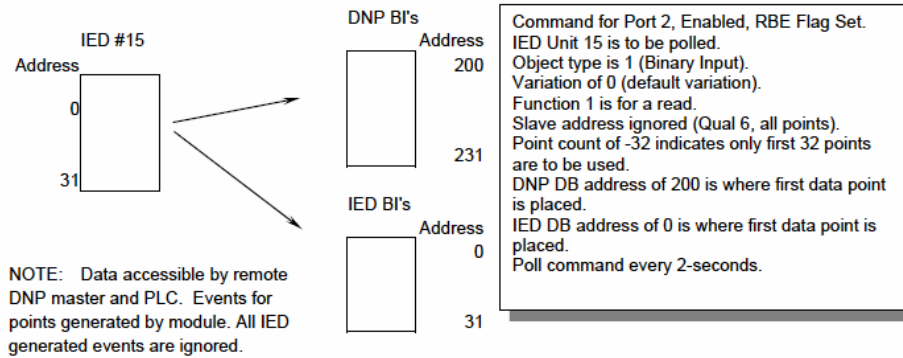 IED #15
Address
0
31
NOTE: Data accessible by remote
DNP master and PLC. Events for
points generated by module. All IED
generated events are ignored.
DNP BI's
Address
200
231
IED BI's
Address
0
31
Command for Port 2, Enabled, RBE Flag Set.
IED Unit 15 is to be polled.
Object type is 1 (Binary Input).
Variation of 0 (default variation).
Function 1 is for a read.
Slave address ignored (Qual 6, all points).
Point count of -32 indicates only first 32 points
are to be used.
DNP DB address of 200 is where first data point
is placed.
IED DB address of 0 is where first data point is
placed.
Poll command every 2-seconds.